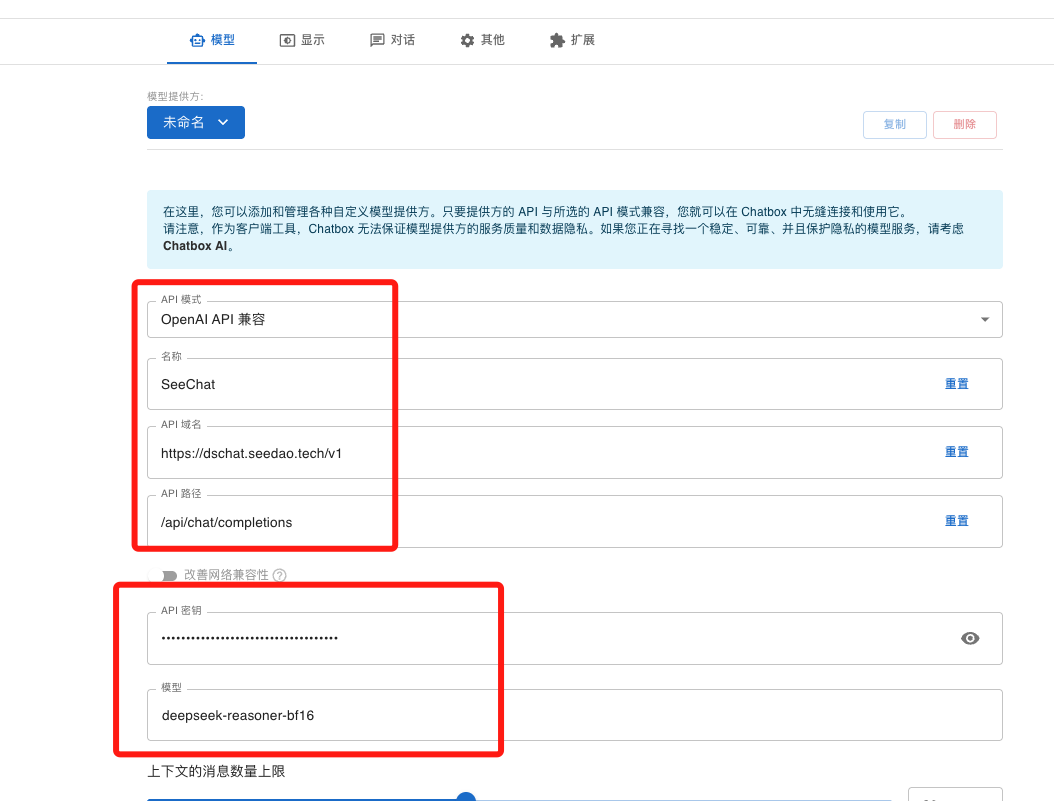 模型 显示 对话 其他 扩展
模型提供方:
未命名
复制 删除
在这里，您可以添加和管理各种自定义模型提供方。只要提供方的 API 与所选的 API 模式兼容，您就可以在 Chatbox 中无缝连接和使用它。
请注意，作为客户端工具，Chatbox 无法保证模型提供方的服务质量和数据隐私。如果您正在寻找一个稳定、可靠、并且保护隐私的模型服务，请考虑
Chatbox AI。
API 模式
OpenAI API 兼容
名称
SeeChat 重置
API 域名
https://dschat.seedao.tech/v1 重置
API 路径
/api/chat/completions 重置
改善网络兼容性 ?
API 密钥
••••••••••••••••••••••••••••••••••••
模型
deepseek-reasoner-bf16
上下文的消息数量上限